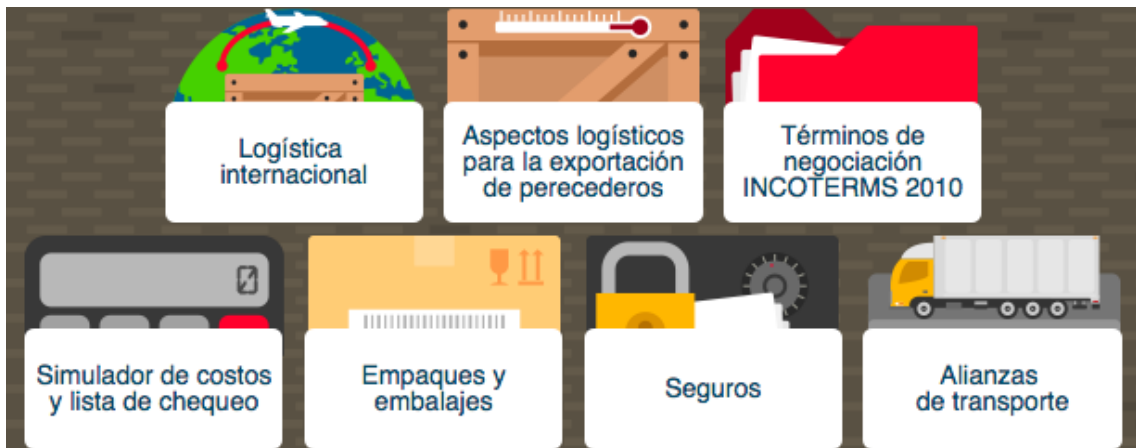 Logística
internacional
Aspectos logísticos
para la exportación
de perecederos
Términos de
negociación
INCOTERMS 2010
0
Simulador de costos
y lista de chequeo
Empaques y
embalajes
Seguros
Alianzas
de transporte